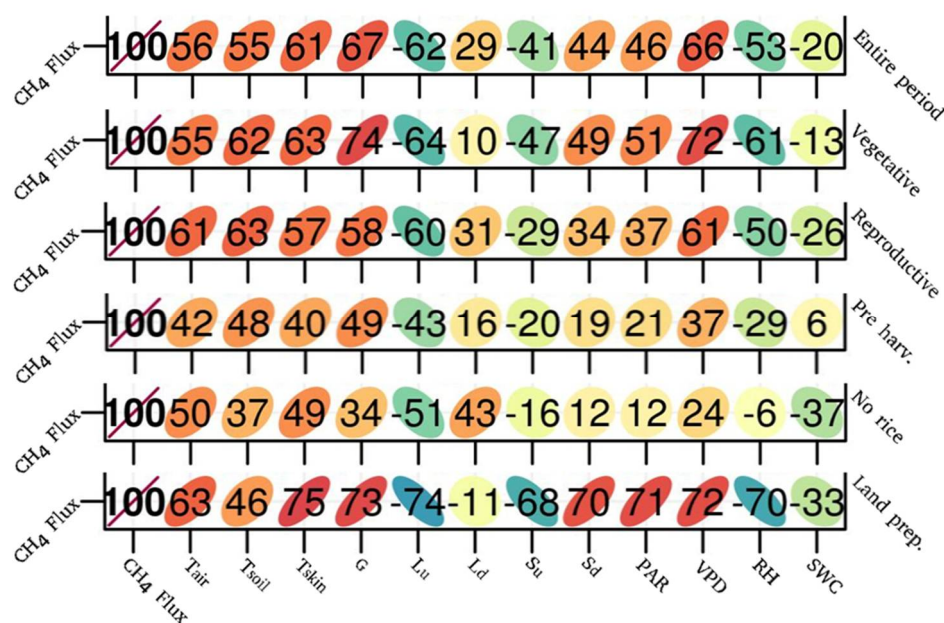 CH4 Flux 100 56 55 61 67 -62 29 -41 44 46 66 -53 -20 Entire period
CH4 Flux 100 55 62 63 74 -64 10 -47 49 51 72 -61 -13 Vegetative
CH4 Flux 100 61 63 57 58 -60 31 -29 34 37 61 -50 -26 Reproductive
CH4 Flux 100 42 48 40 49 -43 16 -20 19 21 37 -29 6 Pre harv.
CH4 Flux 100 50 37 49 34 -51 43 -16 12 12 24 -6 -37 No rice
CH4 Flux 100 63 46 75 73 -74 -11 -68 70 71 72 -70 -33 Land prep.
CH4 Flux Tair Tsoil Tskin G Lu Ld Su Sd PAR VPD RH SWC